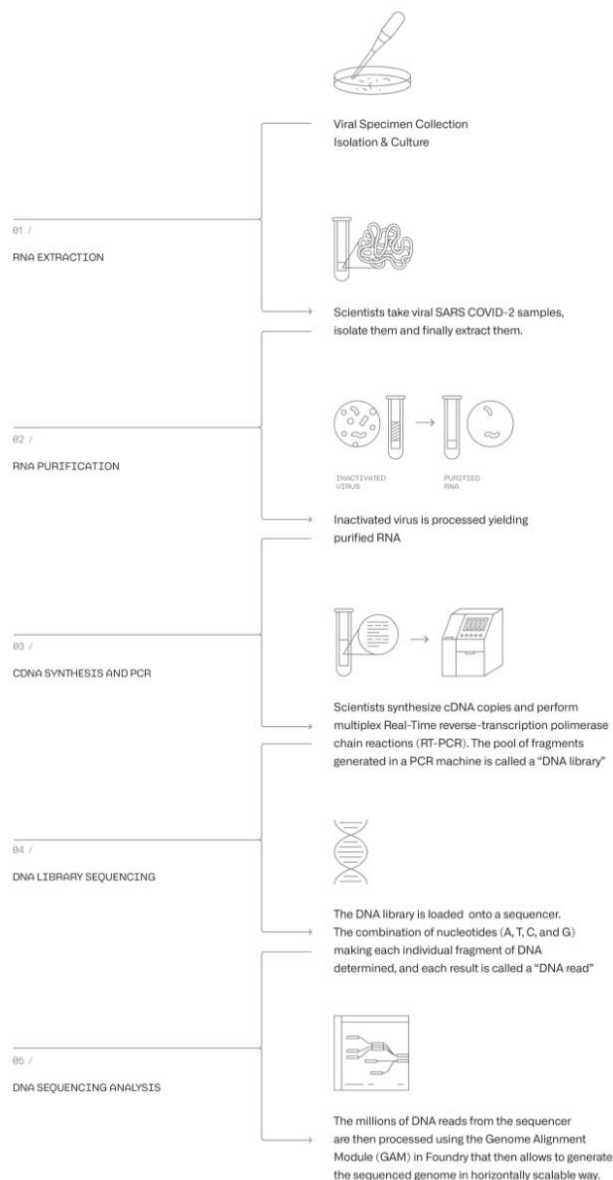 Viral Specimen Collection
Isolation & Culture
01 /
RNA EXTRACTION
Scientists take viral SARS COVID-2 samples,
isolate them and finally extract them.
02 /
RNA PURIFICATION
INACTIVATED
VIRUS
PURIFIED
RNA
Inactivated virus is processed yielding
purified RNA
03 /
CDNA SYNTHESIS AND PCR
Scientists synthesize cDNA copies and perform
multiplex Real-Time reverse-transcription polimerase
chain reactions (RT-PCR). The pool of fragments
generated in a PCR machine is called a “DNA library”
04 /
DNA LIBRARY SEQUENCING
The DNA library is loaded onto a sequencer.
The combination of nucleotides (A, T, C, and G)
making each individual fragment of DNA
determined, and each result is called a “DNA read”
05 /
DNA SEQUENCING ANALYSIS
The millions of DNA reads from the sequencer
are then processed using the Genome Alignment
Module (GAM) in Foundry that then allows to generate
the sequenced genome in horizontally scalable way.